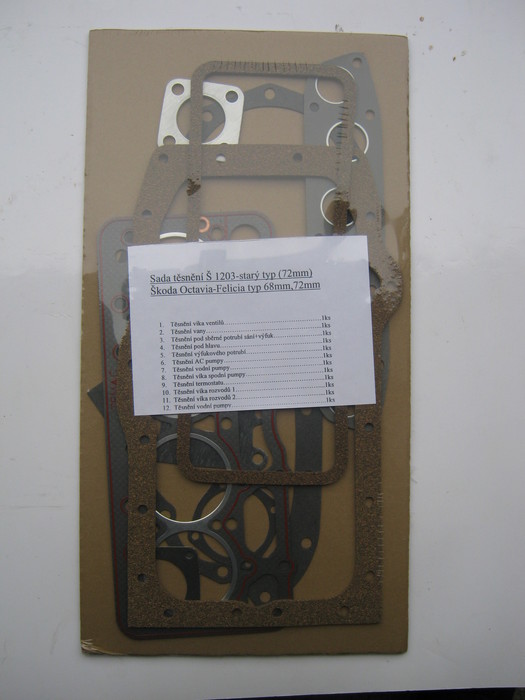 Sada těsnění Š 1203-starý typ (72mm)
Škoda Octavia-Felicia typ 68mm,72mm
1. Těsnění víka ventilů.....................1ks
2. Těsnění vany.....................1ks
3. Těsnění pod sběrné potrubí sání+výfuk.....................1ks
4. Těsnění pod hlavu.....................1ks
5. Těsnění výfukového potrubí.....................1ks
6. Těsnění AC pumpy.....................1ks
7. Těsnění vodní pumpy.....................1ks
8. Těsnění víka spodní pumpy.....................1ks
9. Těsnění termostatu.....................1ks
10. Těsnění víka rozvodů 1.....................1ks
11. Těsnění víka rozvodů 2.....................1ks
12. Těsnění vodní pumpy.....................1ks